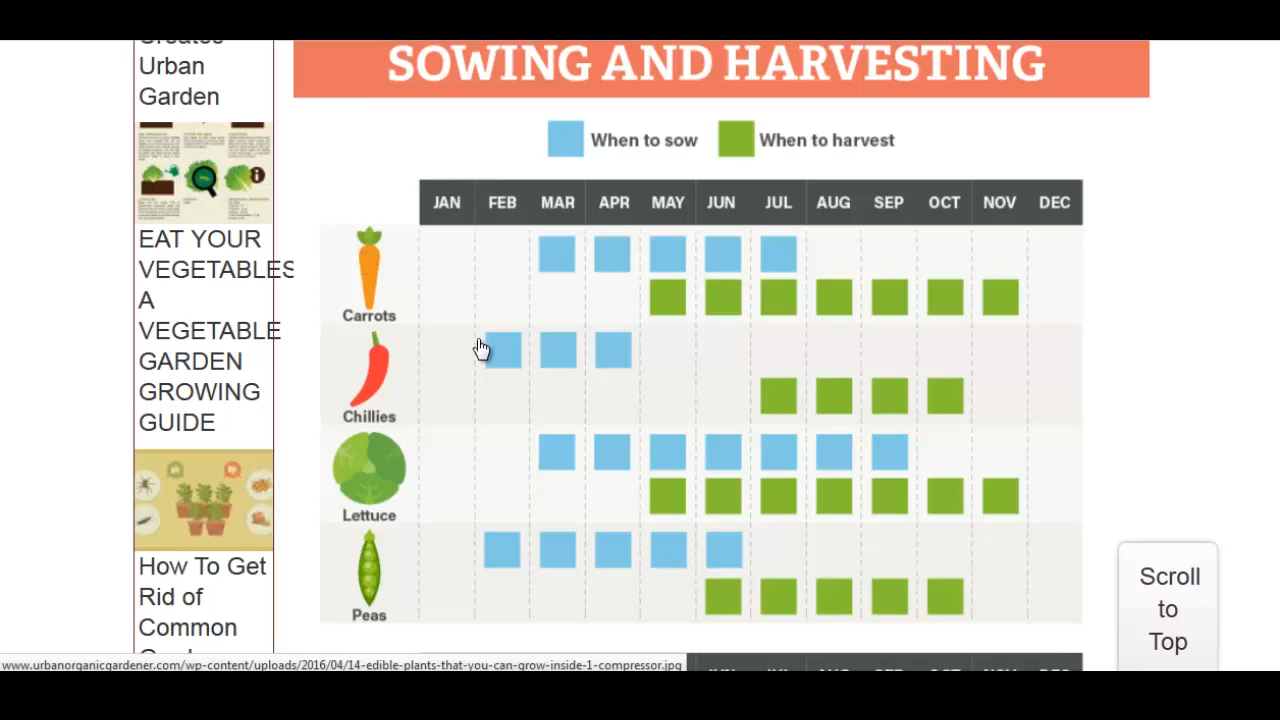 Urban
Garden
EAT YOUR
VEGETABLES
A
VEGETABLE
GARDEN
GROWING
GUIDE
How To Get
Rid of
Common
SOWING AND HARVESTING
When to sow
When to harvest
JAN FEB MAR APR MAY JUN JUL AUG SEP OCT NOV DEC
Carrots
Chillies
Lettuce
Peas
Scroll
to
Top
www.urbanorganicgardener.com/wp-content/uploads/2016/04/14-edible-plants-that-you-can-grow-inside-1-compressor.jpg